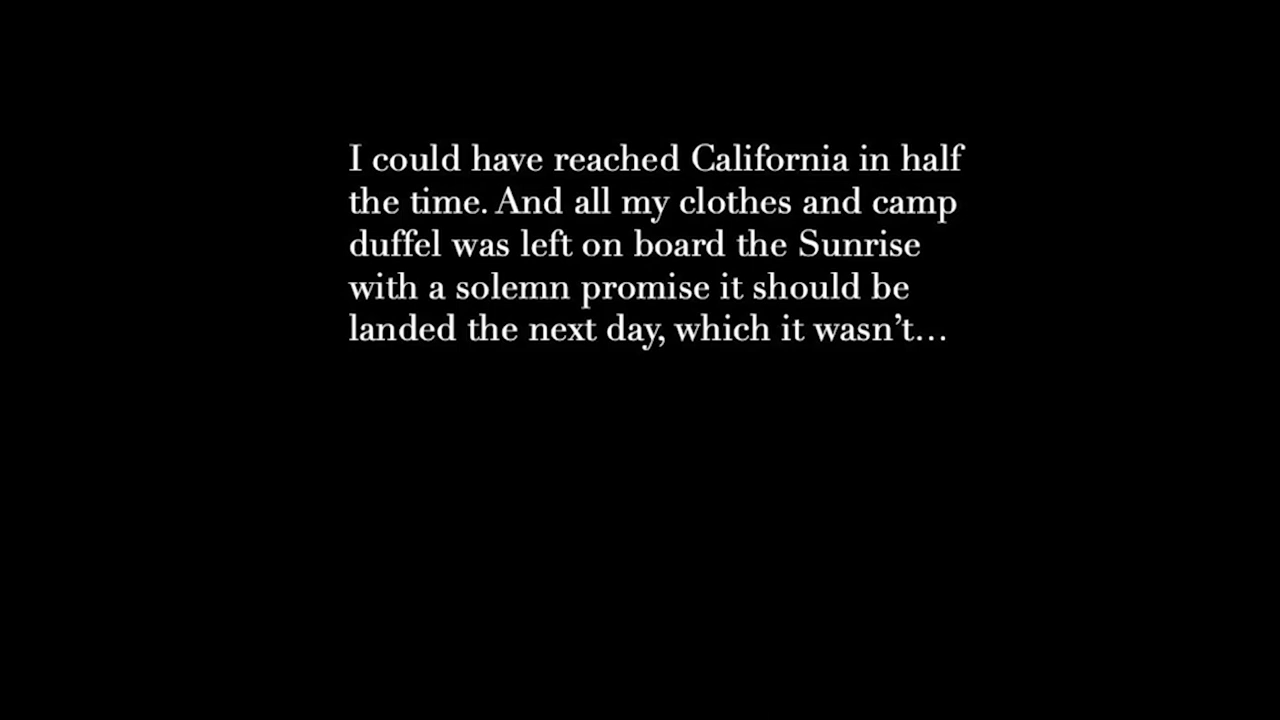 I could have reached California in half
the time. And all my clothes and camp
duffel was left on board the Sunrise
with a solemn promise it should be
landed the next day, which it wasn’t…